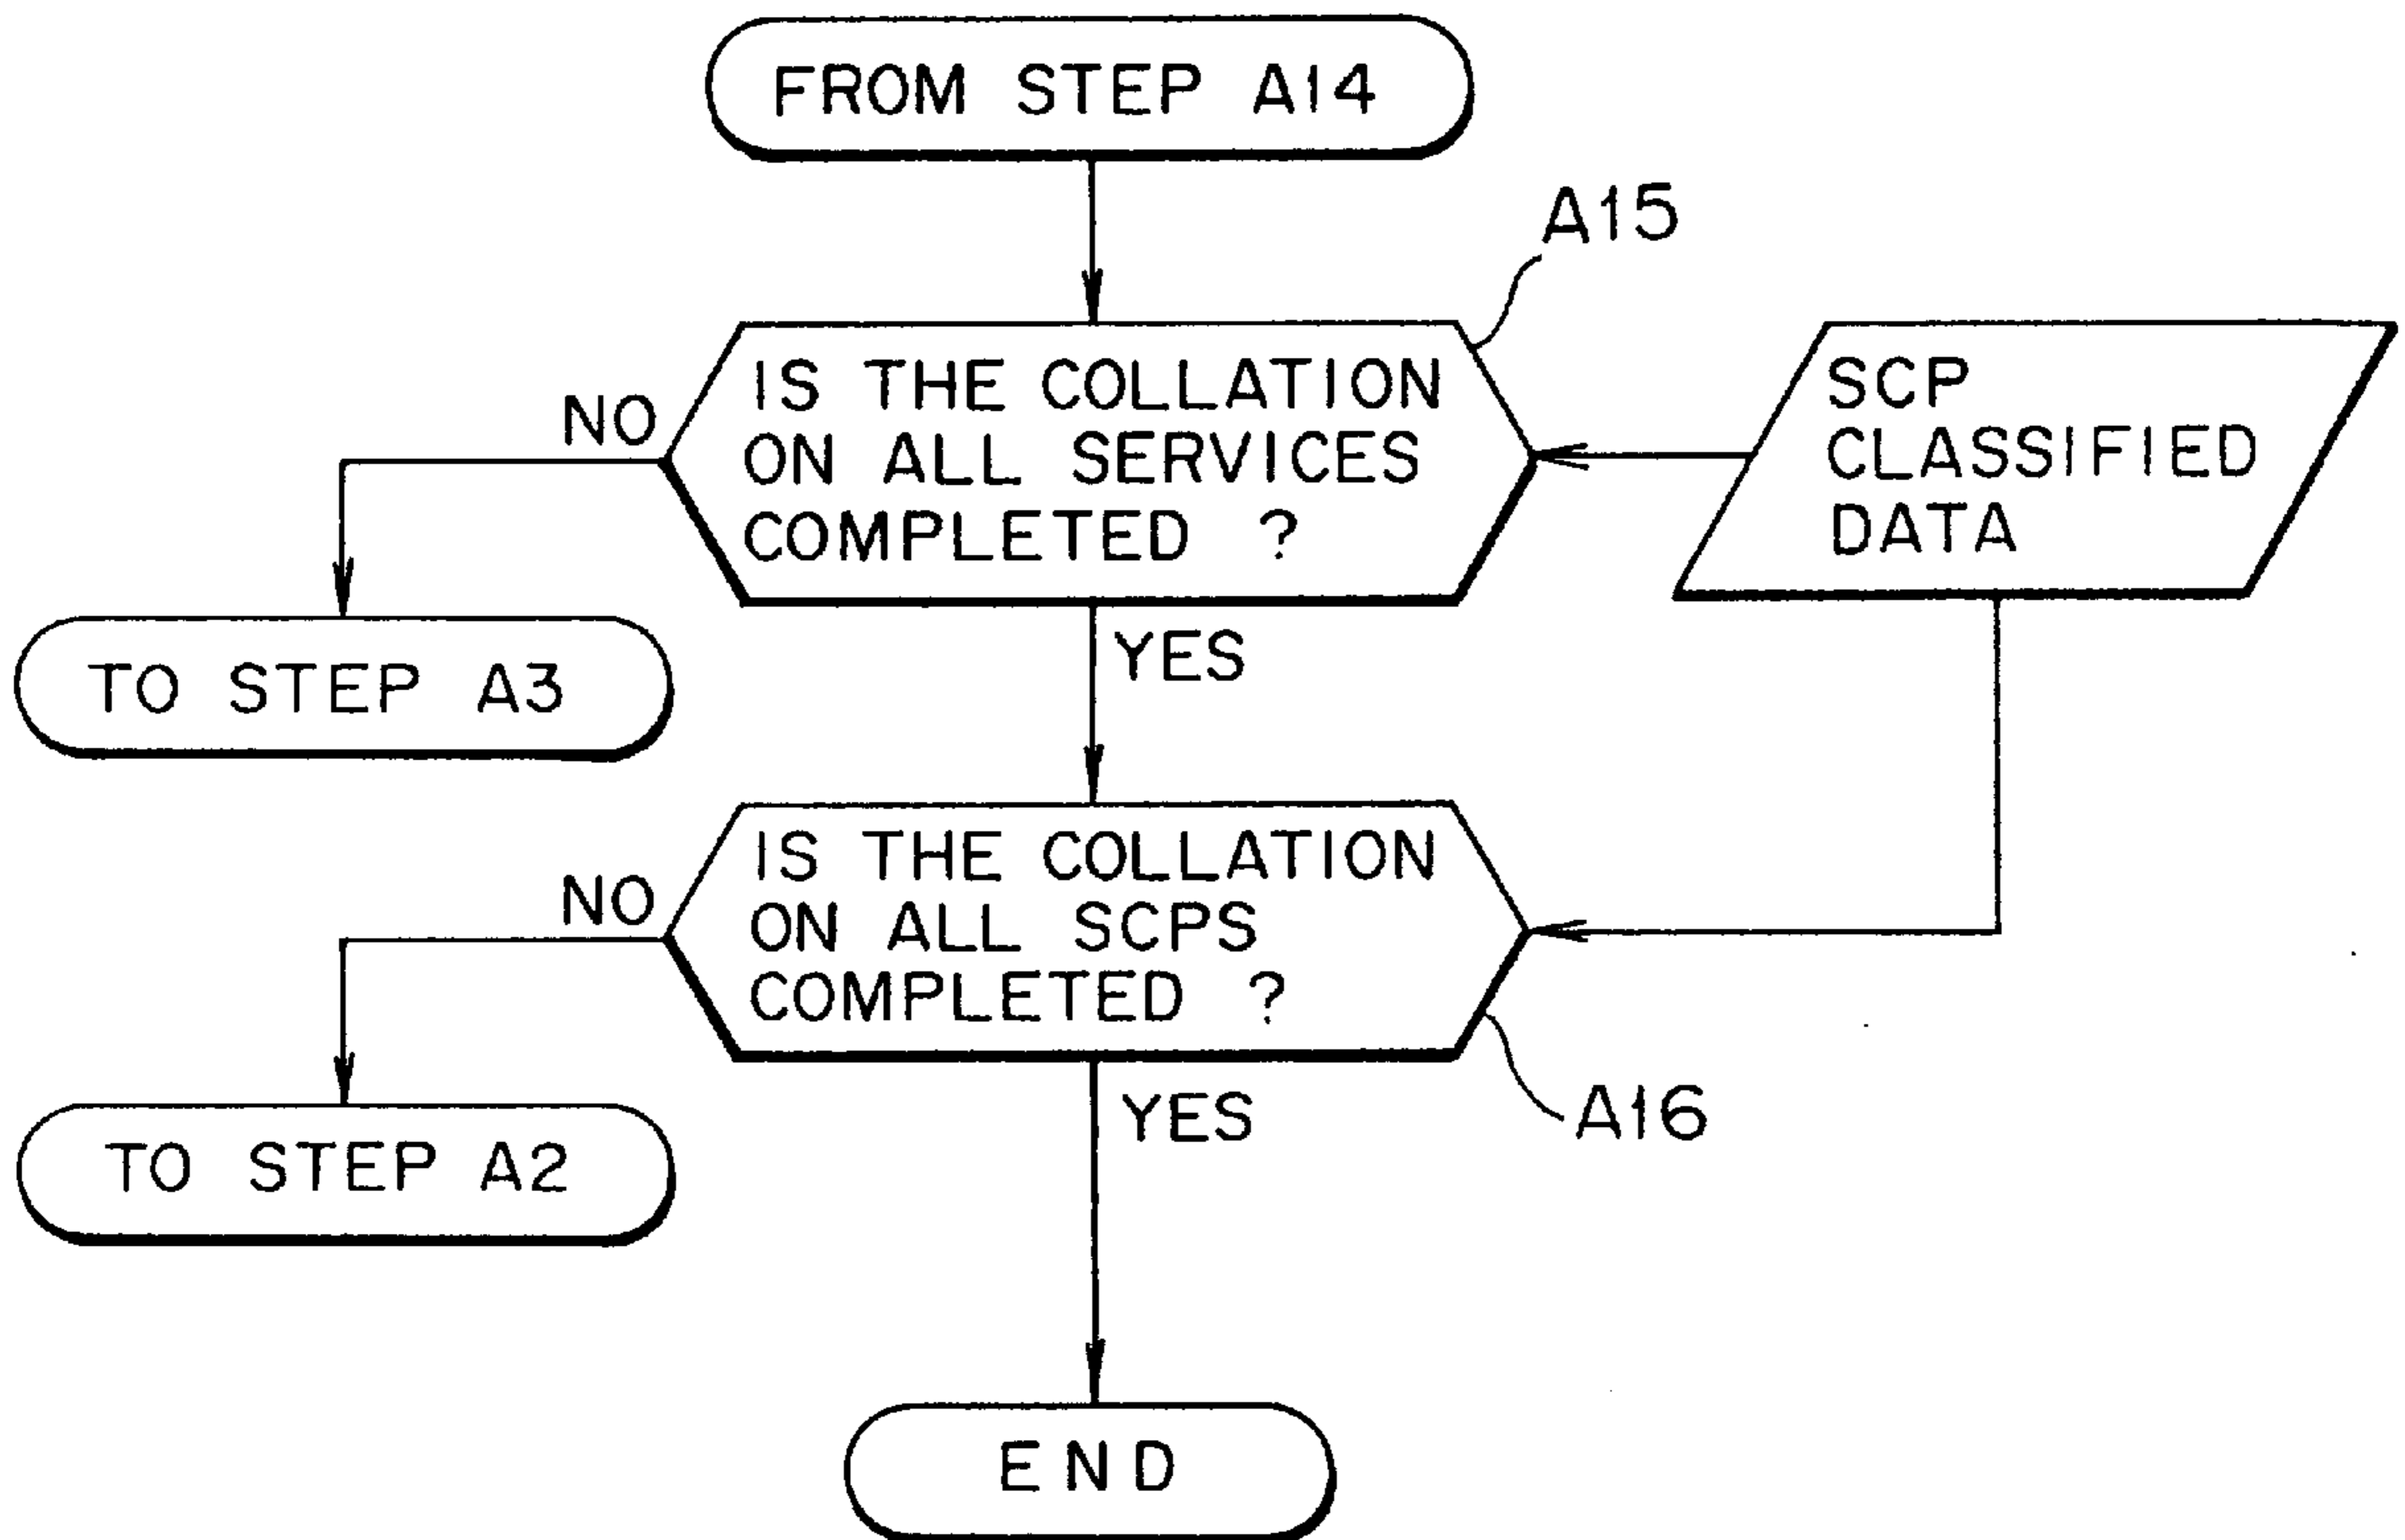 FROM STEP A14
A15
IS THE COLLATION
ON ALL SERVICES
COMPLETED ?
NO
SCP
CLASSIFIED
DATA
TO STEP A3
YES
IS THE COLLATION
ON ALL SCPS
COMPLETED ?
NO
A16
TO STEP A2
YES
END